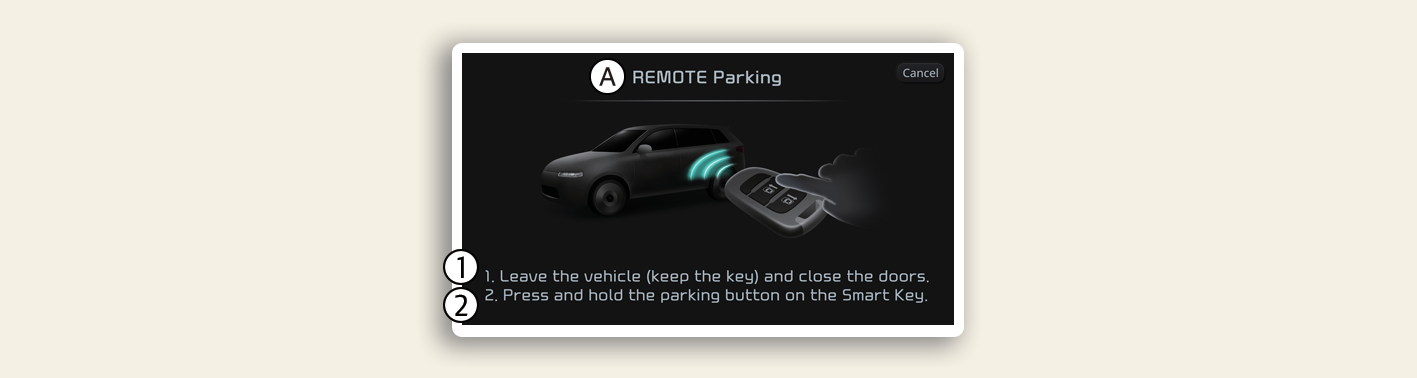 A REMOTE Parking
Cancel
1 1. Leave the vehicle (keep the key) and close the doors.
2 2. Press and hold the parking button on the Smart Key.